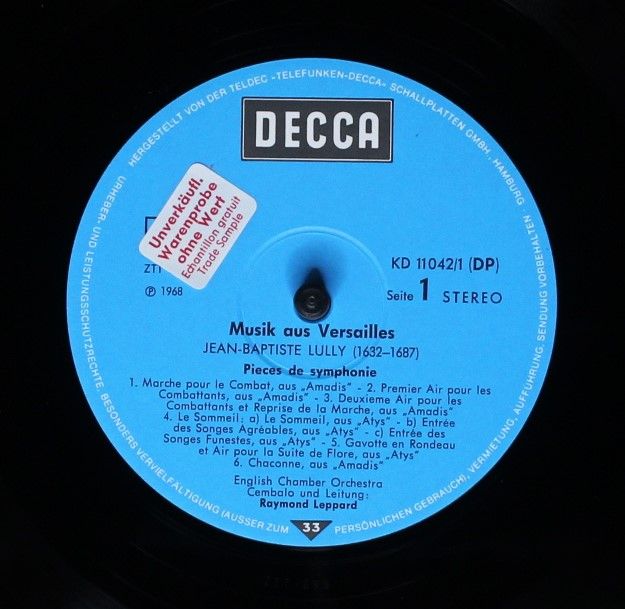 HERGESTELLT VON DER TELDEC »TELEFUNKEN-DECCA« SCHALLPLATTEN GMBH, HAMBURG
DECCA
Unverkäufl.
Warenprobe
ohne Wert
Echantillon gratuit
Trade Sample
ZT1
℗ 1968
KD 11042/1 (DP)
Seite 1 STEREO
Musik aus Versailles
JEAN-BAPTISTE LULLY (1632–1687)
Pieces de symphonie
1. Marche pour le Combat, aus „Amadis" - 2. Premier Air pour les
Combattants, aus „Amadis" - 3. Deuxieme Air pour les
Combattants et Reprise de la Marche, aus „Amadis"
4. Le Sommeil: a) Le Sommeil, aus „Atys" - b) Entrée
des Songes Agréables, aus „Atys" - c) Entrée des
Songes Funestes, aus „Atys" - 5. Gavotte en Rondeau
et Air pour la Suite de Flore, aus „Atys"
6. Chaconne, aus „Amadis"
English Chamber Orchestra
Cembalo und Leitung:
Raymond Leppard
33
URHEBER- UND LEISTUNGSSCHUTZRECHTE, BESONDERS VERVIELFÄLTIGUNG (AUSSER ZUM PERSÖNLICHEN GEBRAUCH), VERMIETUNG, AUFFÜHRUNG, SENDUNG VORBEHALTEN